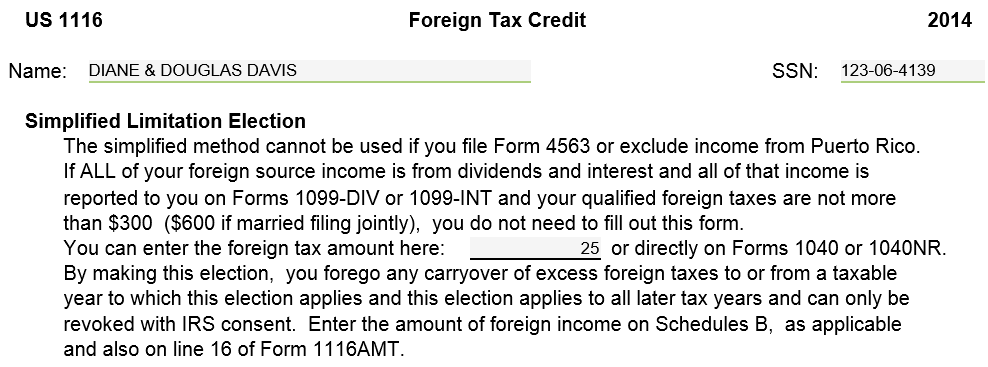 US 1116 Foreign Tax Credit 2014
Name: DIANE & DOUGLAS DAVIS SSN: 123-06-4139
Simplified Limitation Election
The simplified method cannot be used if you file Form 4563 or exclude income from Puerto Rico.
If ALL of your foreign source income is from dividends and interest and all of that income is
reported to you on Forms 1099-DIV or 1099-INT and your qualified foreign taxes are not more
than $300 ($600 if married filing jointly), you do not need to fill out this form.
You can enter the foreign tax amount here: 25 or directly on Forms 1040 or 1040NR.
By making this election, you forego any carryover of excess foreign taxes to or from a taxable
year to which this election applies and this election applies to all later tax years and can only be
revoked with IRS consent. Enter the amount of foreign income on Schedules B, as applicable
and also on line 16 of Form 1116AMT.